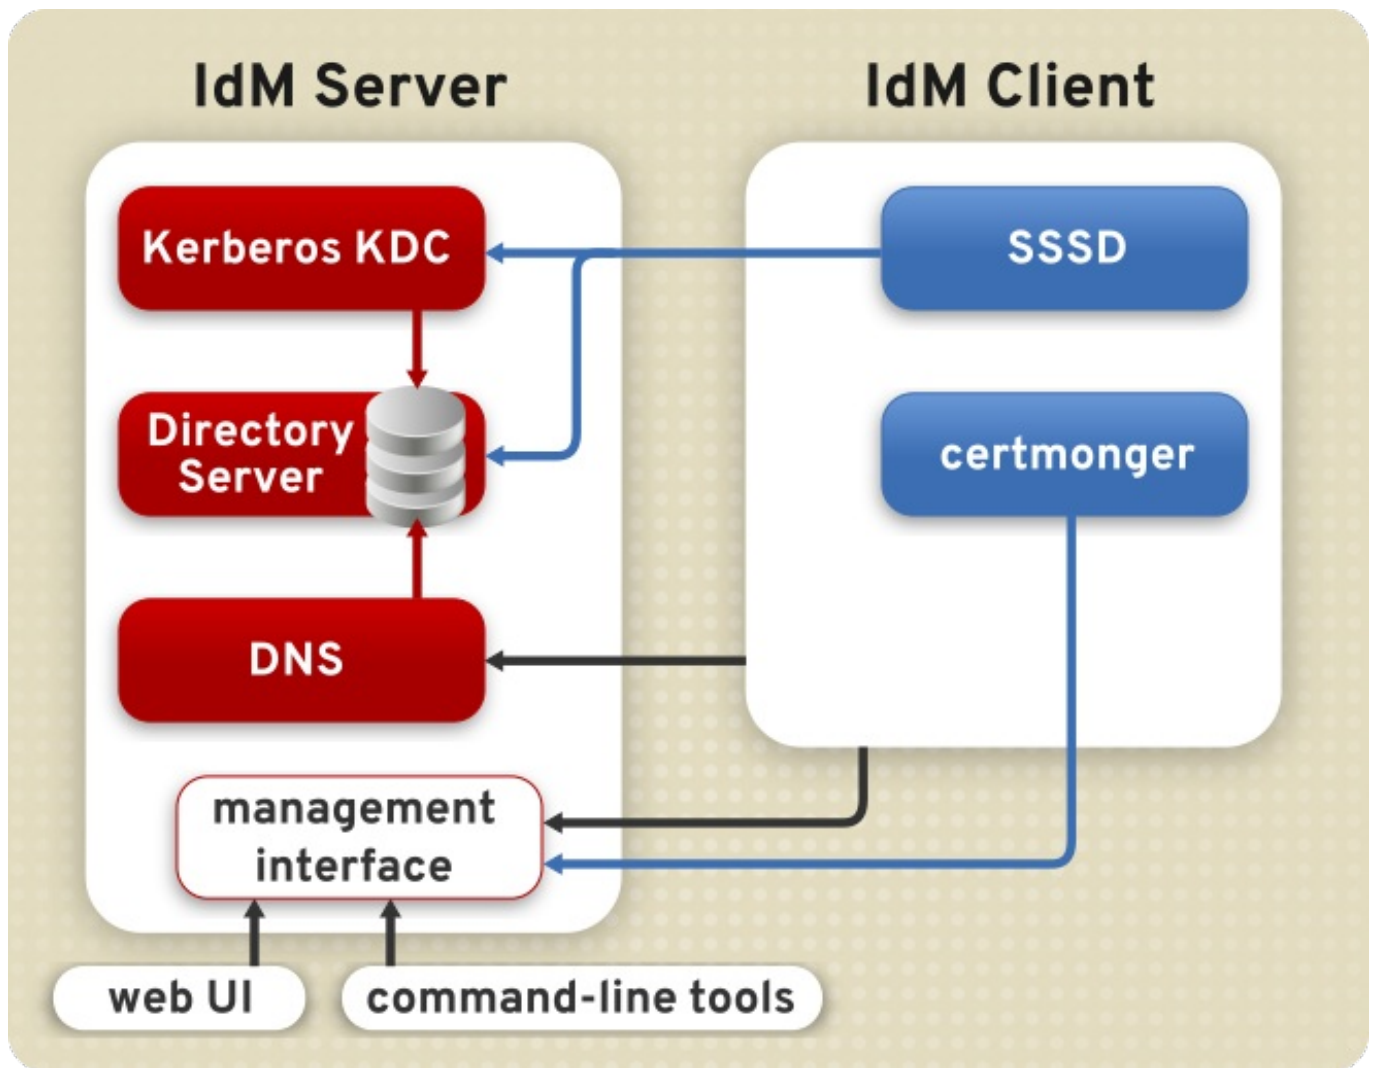 IdM Server
IdM Client
Kerberos KDC
SSSD
Directory
Server
certmonger
DNS
management
interface
web UI
command-line tools